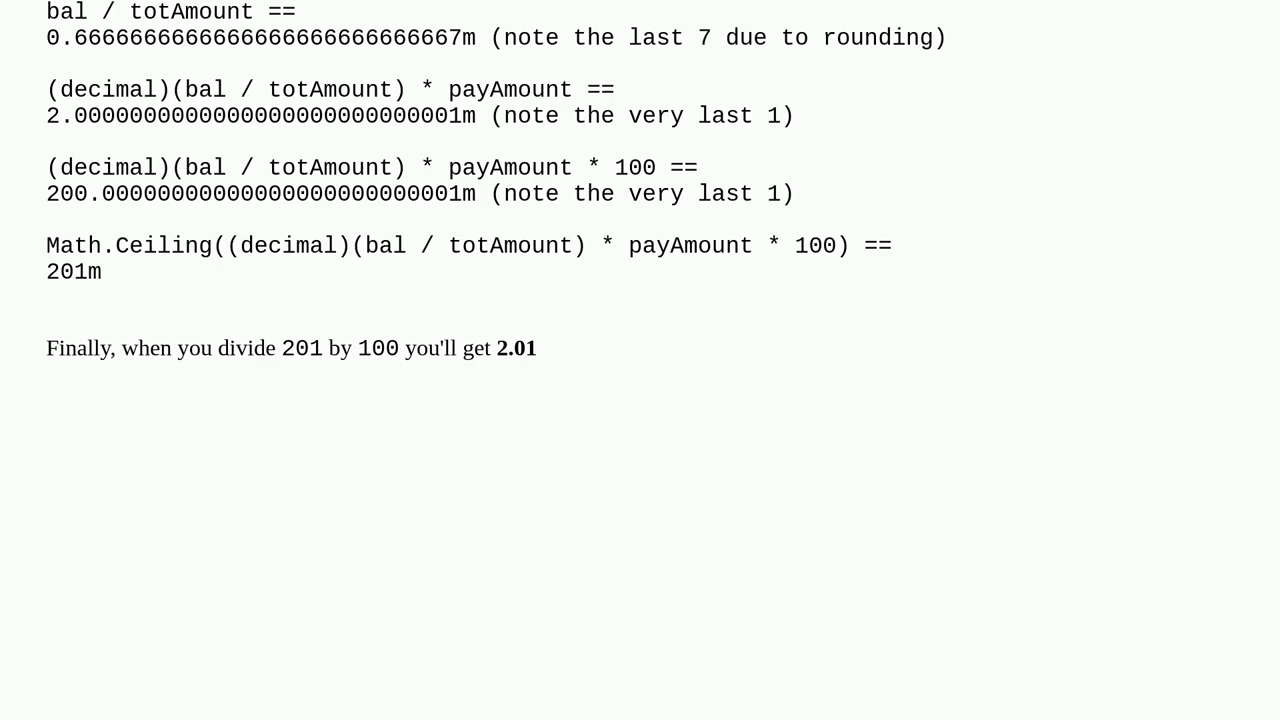 bal / totAmount ==
0.6666666666666666666666666667m (note the last 7 due to rounding)
(decimal)(bal / totAmount) * payAmount ==
2.0000000000000000000000000001m (note the very last 1)
(decimal)(bal / totAmount) * payAmount * 100 ==
200.00000000000000000000000001m (note the very last 1)
Math.Ceiling((decimal)(bal / totAmount) * payAmount * 100) ==
201m
Finally, when you divide 201 by 100 you'll get 2.01